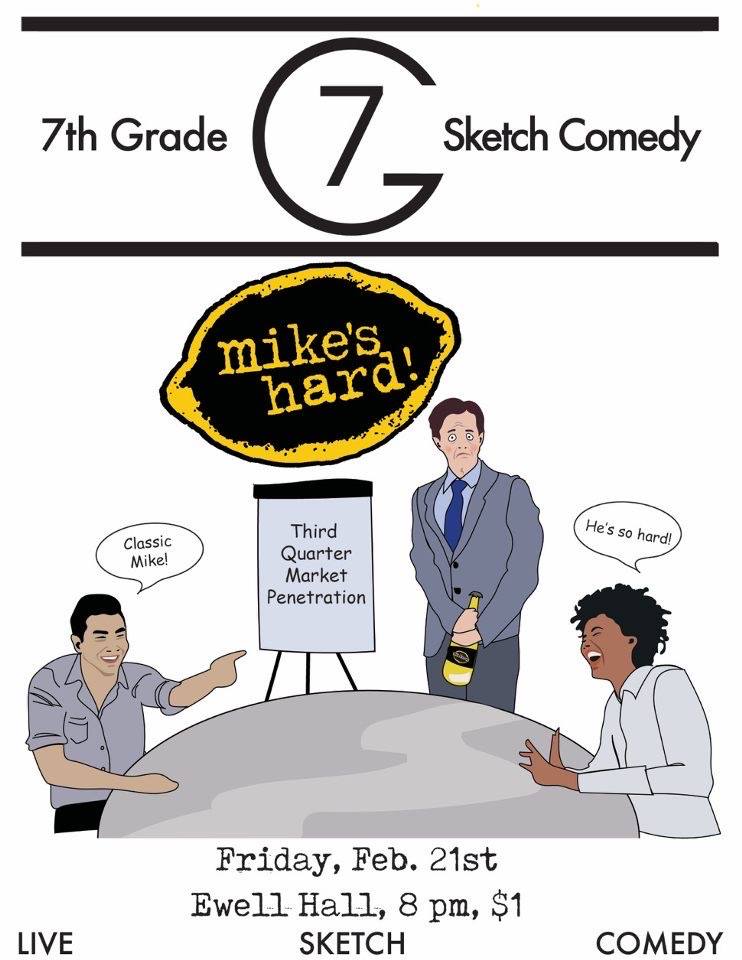 7th Grade
7G
Sketch Comedy
mike's
hard!
Classic
Mike!
Third
Quarter
Market
Penetration
He's so hard!
Friday, Feb. 21st
Ewell Hall, 8 pm, $1
LIVE SKETCH COMEDY